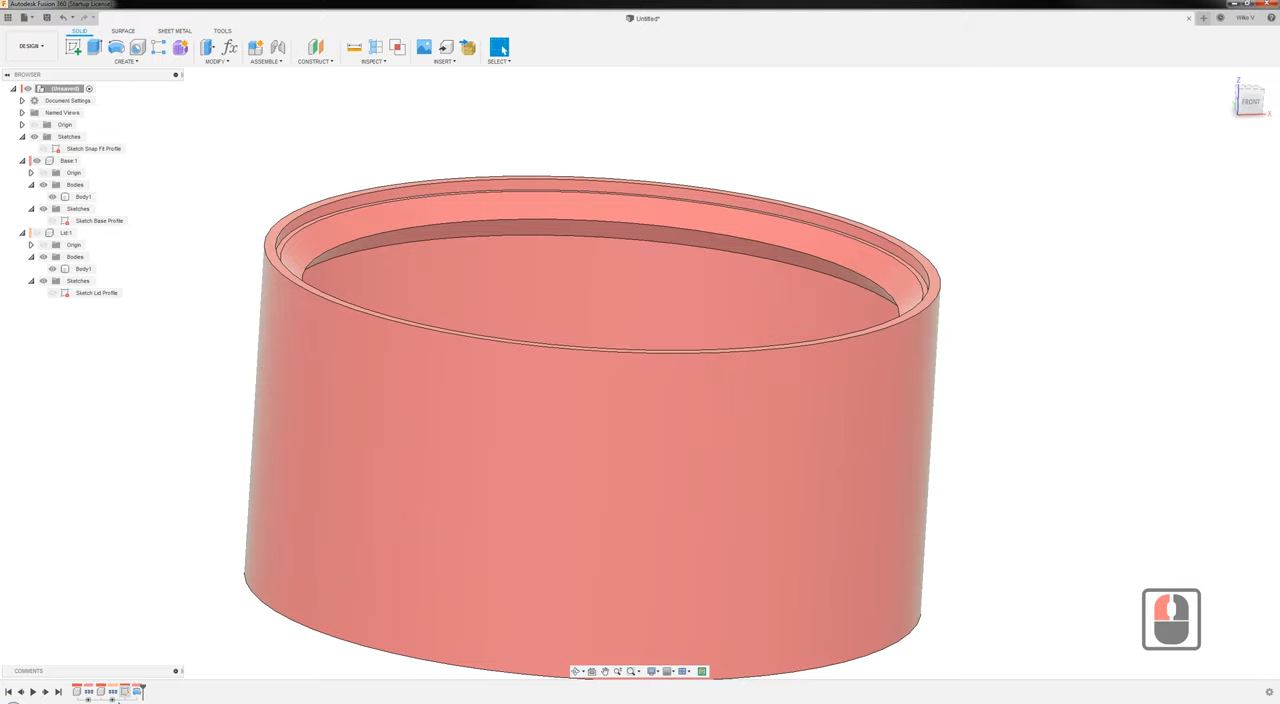 Autodesk Fusion 360 (Startup License)
Untitled*
Wilko V
SOLID SURFACE SHEET METAL TOOLS
DESIGN
CREATE MODIFY ASSEMBLE CONSTRUCT INSPECT INSERT SELECT
BROWSER
(Unsaved)
Document Settings
Named Views
Origin
Sketches
Sketch Snap Fit Profile
Base:1
Origin
Bodies
Body1
Sketches
Sketch Base Profile
Lid:1
Origin
Bodies
Body1
Sketches
Sketch Lid Profile
Z
FRONT
X
COMMENTS